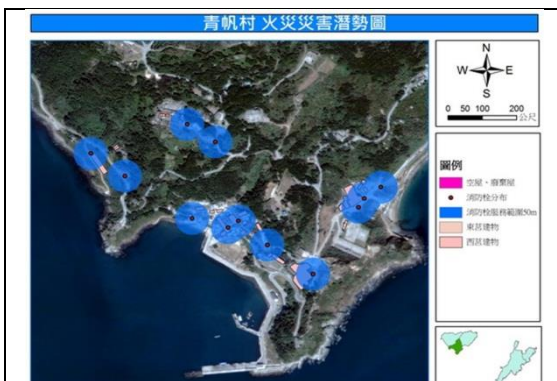 青帆村 火災災害潛勢圖
N
W E
S
0 50 100 200
公尺
圖例
空屋、廢棄屋
消防栓分布
消防栓服務範圍50m
東莒建物
西莒建物